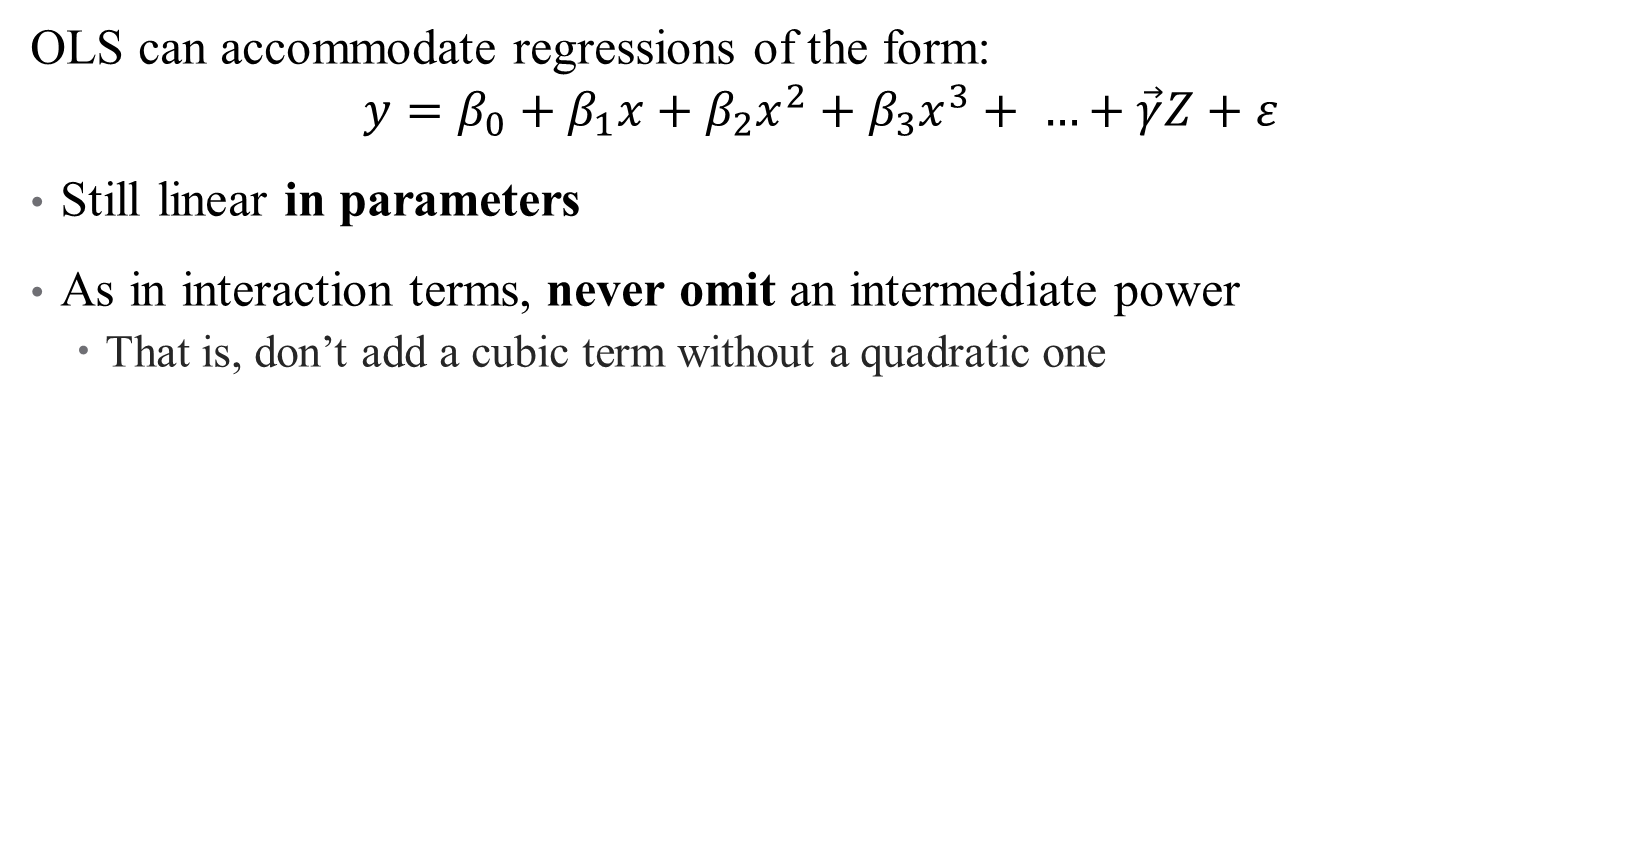 OLS can accommodate regressions of the form:
y = β₀ + β₁x + β₂x² + β₃x³ + … + γ⃗Z + ε
• Still linear in parameters
• As in interaction terms, never omit an intermediate power
• That is, don’t add a cubic term without a quadratic one